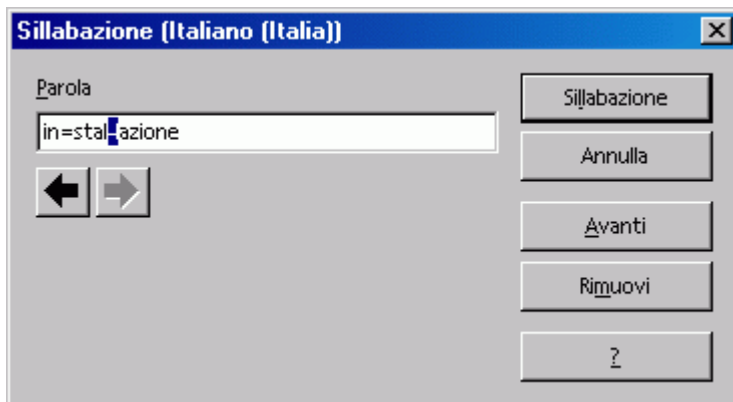 Sillabazione (Italiano (Italia))
Parola
Sillabazione
in=stal-azione
Annulla
Avanti
Rimuovi
?